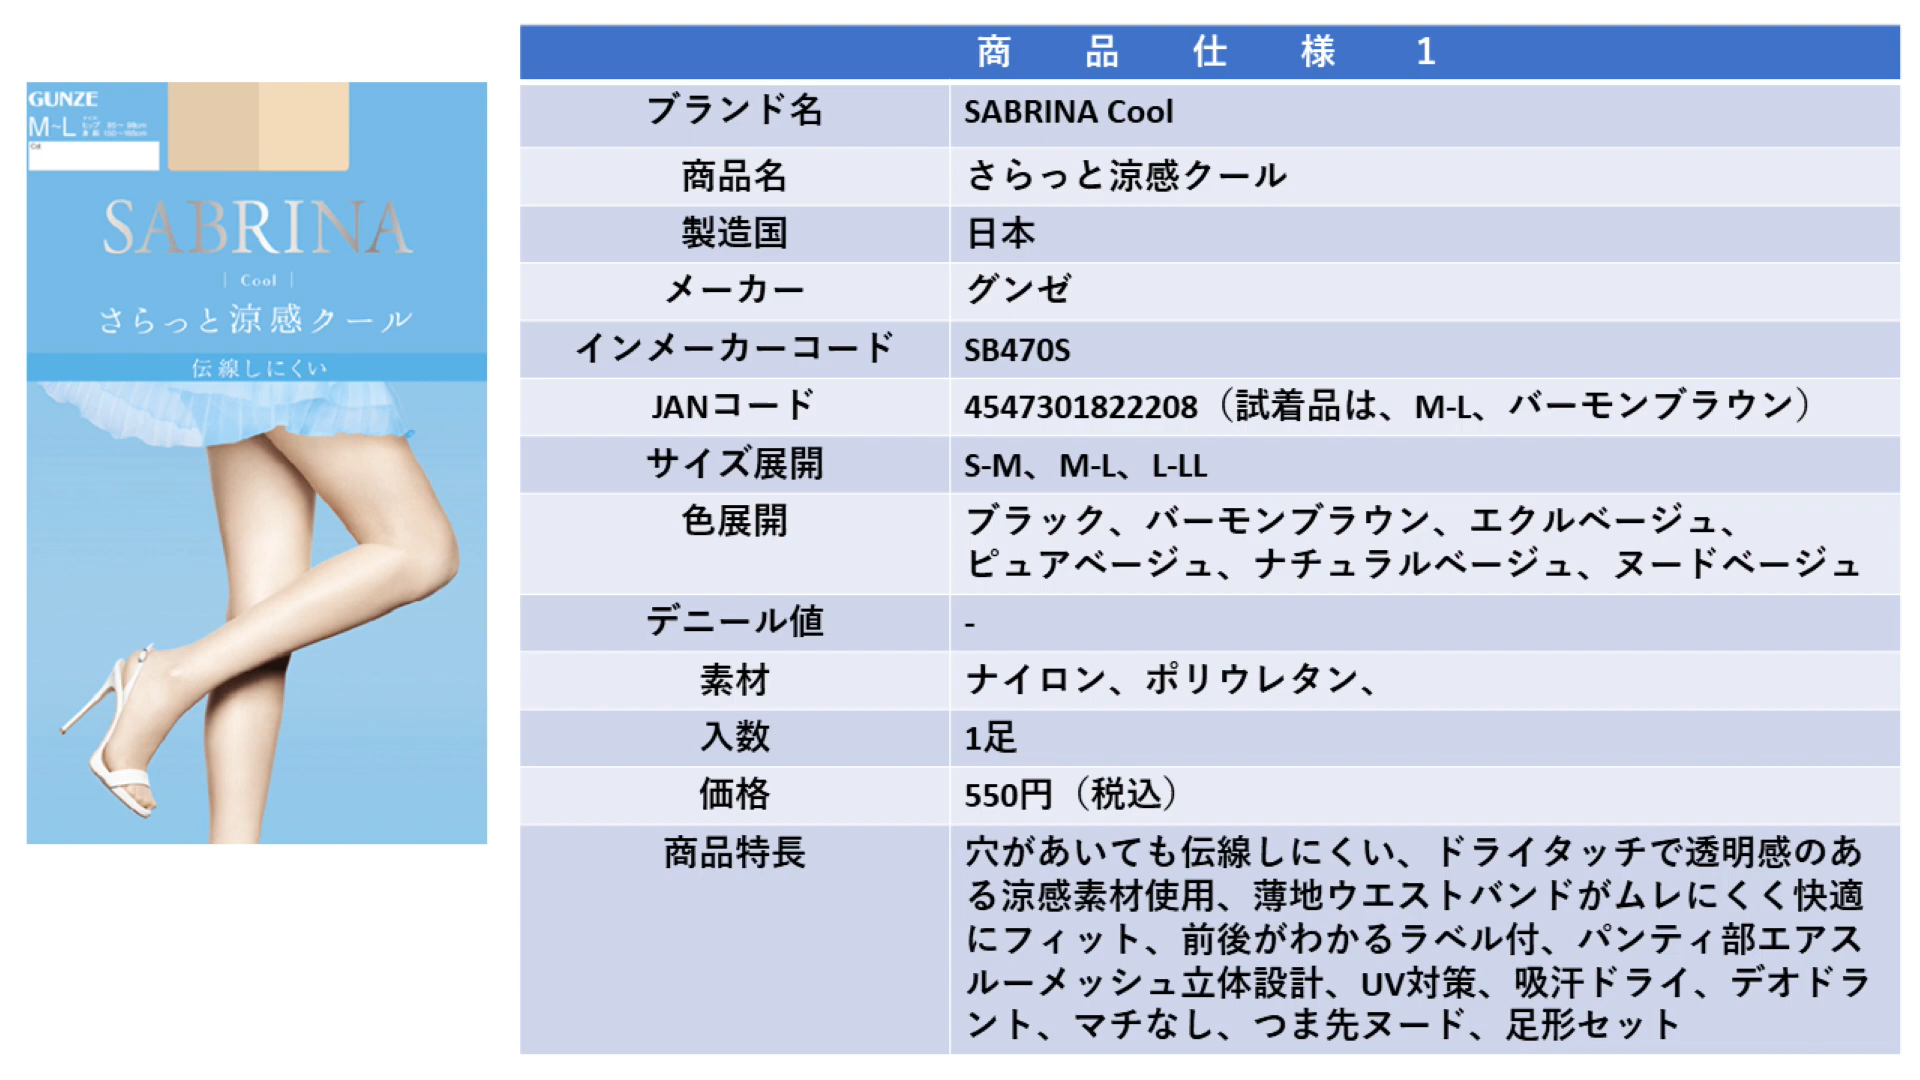 GUNZE
M~L
サイズ
ヒップ 85~98cm
身長 150~165cm
Col.
SABRINA
| Cool |
さらっと涼感クール
伝線しにくい
商品仕様1
ブランド名 SABRINA Cool
商品名 さらっと涼感クール
製造国 日本
メーカー グンゼ
インメーカーコード SB470S
JANコード 4547301822208（試着品は、M-L、バーモンブラウン）
サイズ展開 S-M、M-L、L-LL
色展開 ブラック、バーモンブラウン、エクルベージュ、
ピュアベージュ、ナチュラルベージュ、ヌードベージュ
デニール値 -
素材 ナイロン、ポリウレタン、
入数 1足
価格 550円（税込）
商品特長 穴があいても伝線しにくい、ドライタッチで透明感のあ
る涼感素材使用、薄地ウエストバンドがムレにくく快適
にフィット、前後がわかるラベル付、パンティ部エアス
ルーメッシュ立体設計、UV対策、吸汗ドライ、デオドラ
ント、マチなし、つま先ヌード、足形セット